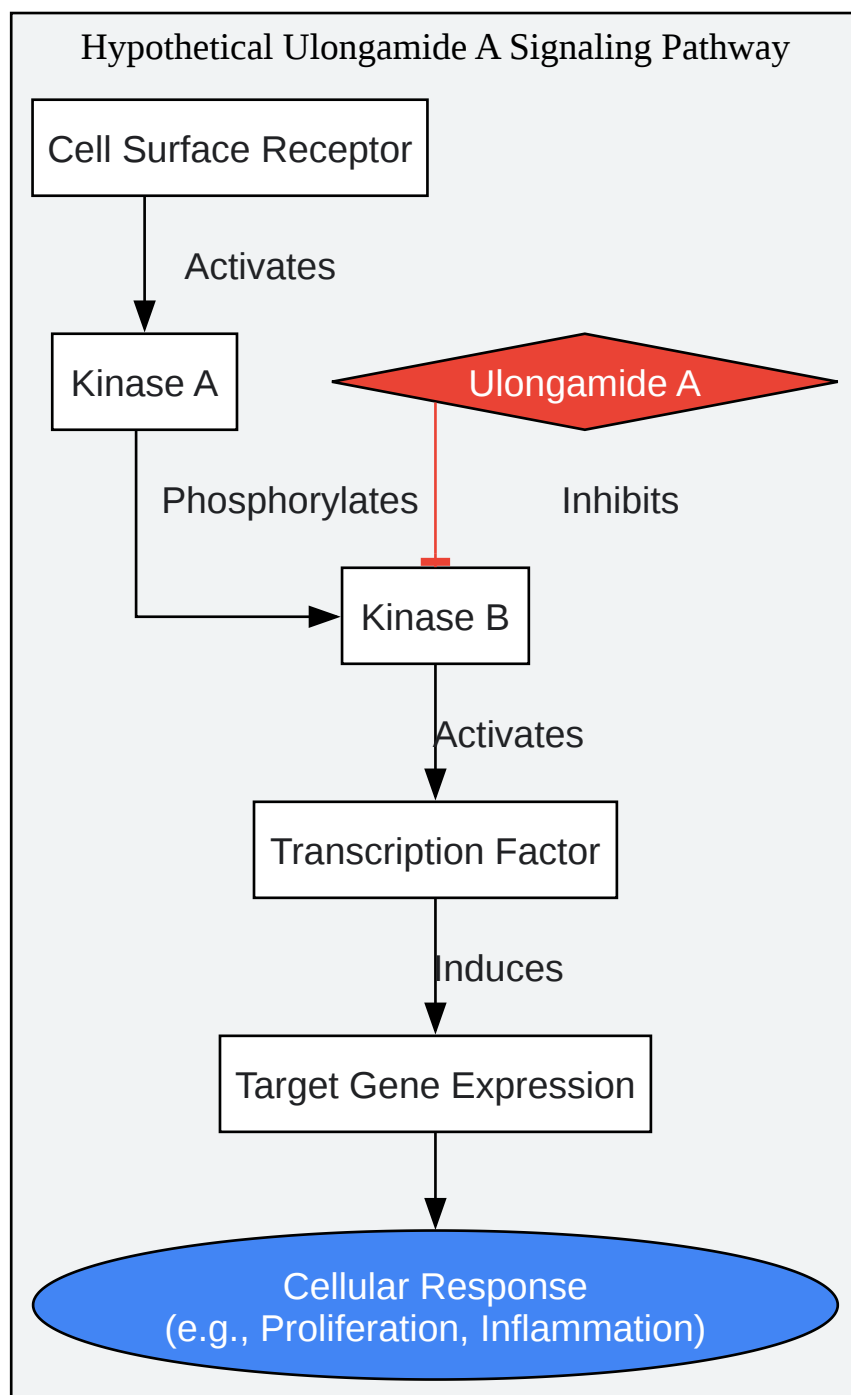 Hypothetical Ulongamide A Signaling Pathway
Cell Surface Receptor
Activates
Kinase A
Ulongamide A
Phosphorylates
Inhibits
Kinase B
Activates
Transcription Factor
Induces
Target Gene Expression
Cellular Response
(e.g., Proliferation, Inflammation)